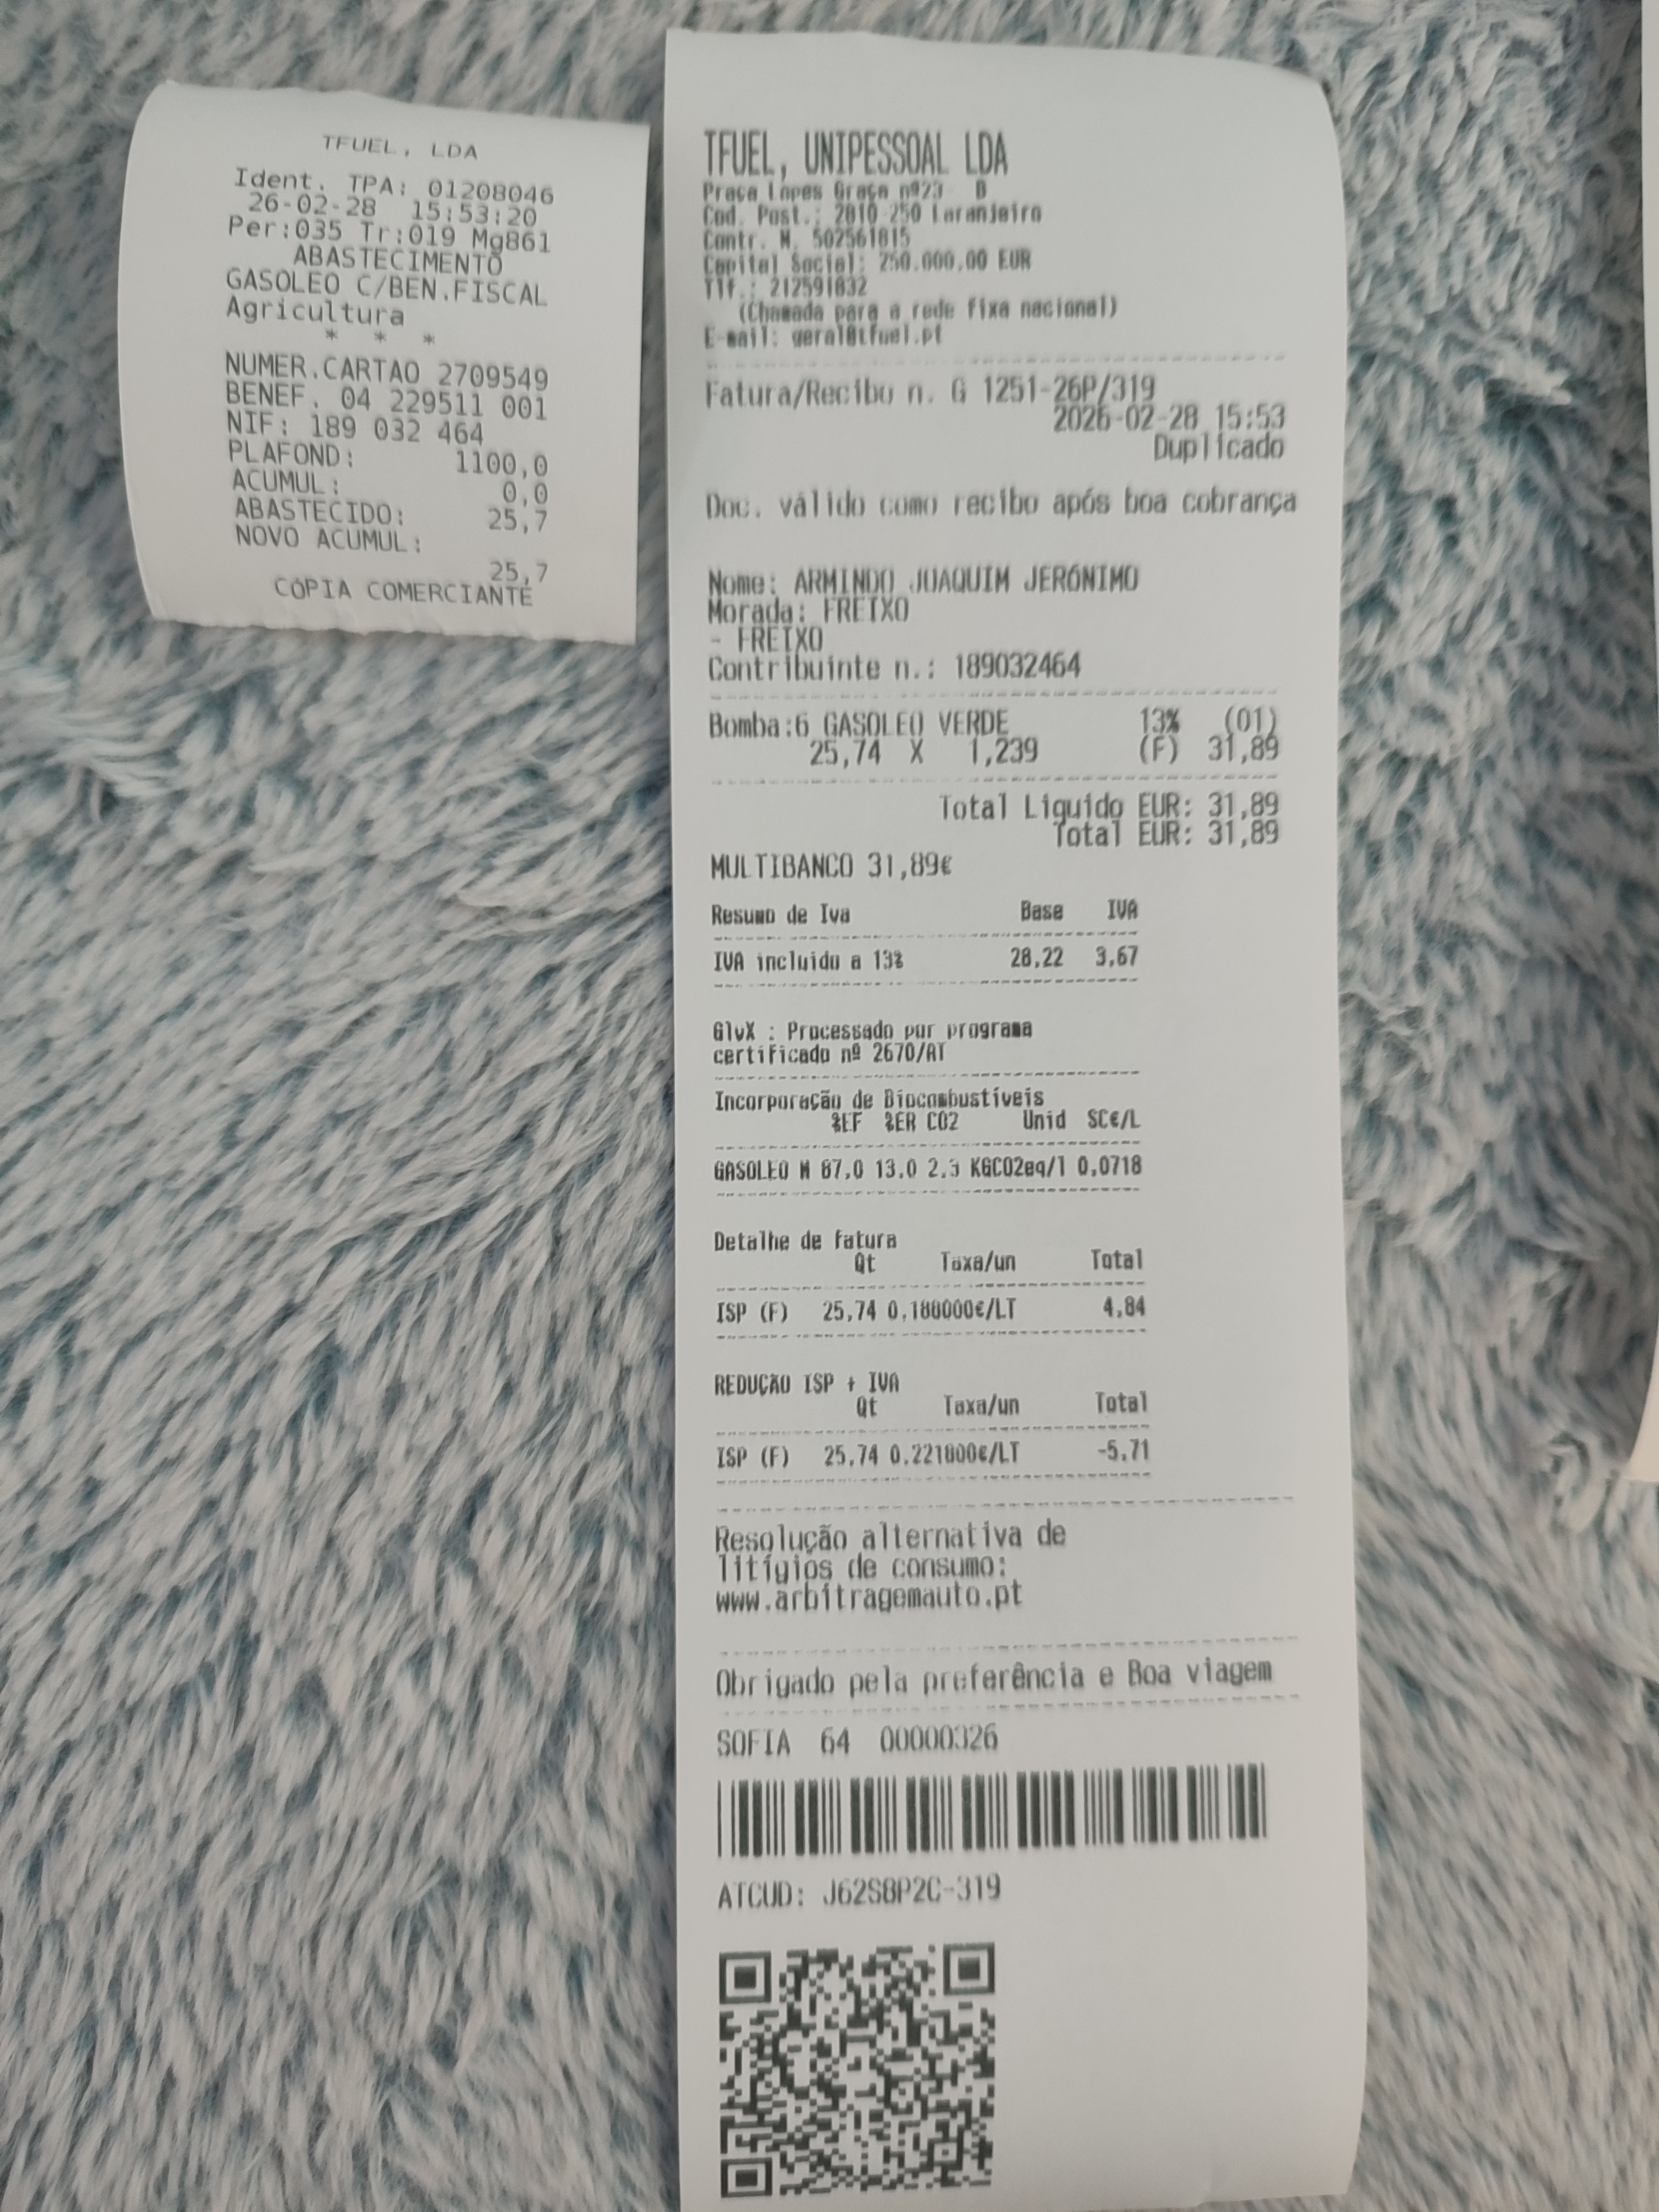 TFUEL, LDA
Ident. TPA: 01208046
26-02-28 15:53:20
Per:035 Tr:019 Mg861
ABASTECIMENTO
GASOLEO C/BEN.FISCAL
Agricultura
* * *
NUMER.CARTAO 2709549
BENEF. 04 229511 001
NIF: 189 032 464
PLAFOND: 1100,0
ACUMUL: 0,0
ABASTECIDO: 25,7
NOVO ACUMUL:
25,7
CÓPIA COMERCIANTE
TFUEL, UNIPESSOAL LDA
Praça Lopes Graça nº23 B
Cod. Post.: 2810-250 Laranjeiro
Contr. N. 502561815
Capital Social: 250.000,00 EUR
Tlf.: 212591832
(Chamada para a rede fixa nacional)
E-mail: geral@tfuel.pt
Fatura/Recibo n. G 1251-26P/319
2026-02-28 15:53
Duplicado
Doc. válido como recibo após boa cobrança
Nome: ARMINDO JOAQUIM JERÓNIMO
Morada: FREIXO
- FREIXO
Contribuinte n.: 189032464
Bomba:6 GASOLEO VERDE 13% (01)
25,74 X 1,239 (F) 31,89
Total Liquido EUR: 31,89
Total EUR: 31,89
MULTIBANCO 31,89€
Resumo de Iva Base IVA
IVA incluido a 13% 28,22 3,67
: Processado por programa
certificado nº 2670/AT
Incorporação de Biocombustíveis
%EF %ER CO2 Unid SC€/L
GASOLEO M 87,0 13,0 2,3 KGCO2eq/l 0,0718
Detalhe de fatura
Qt Taxa/un Total
ISP (F) 25,74 0,188000€/LT 4,84
REDUÇÃO ISP + IVA
Qt Taxa/un Total
ISP (F) 25,74 0,221800€/LT -5,71
Resolução alternativa de
litígios de consumo:
www.arbitragemauto.pt
Obrigado pela preferência e Boa viagem
SOFIA 64 00000326
ATCUD: J62S8P2C-319